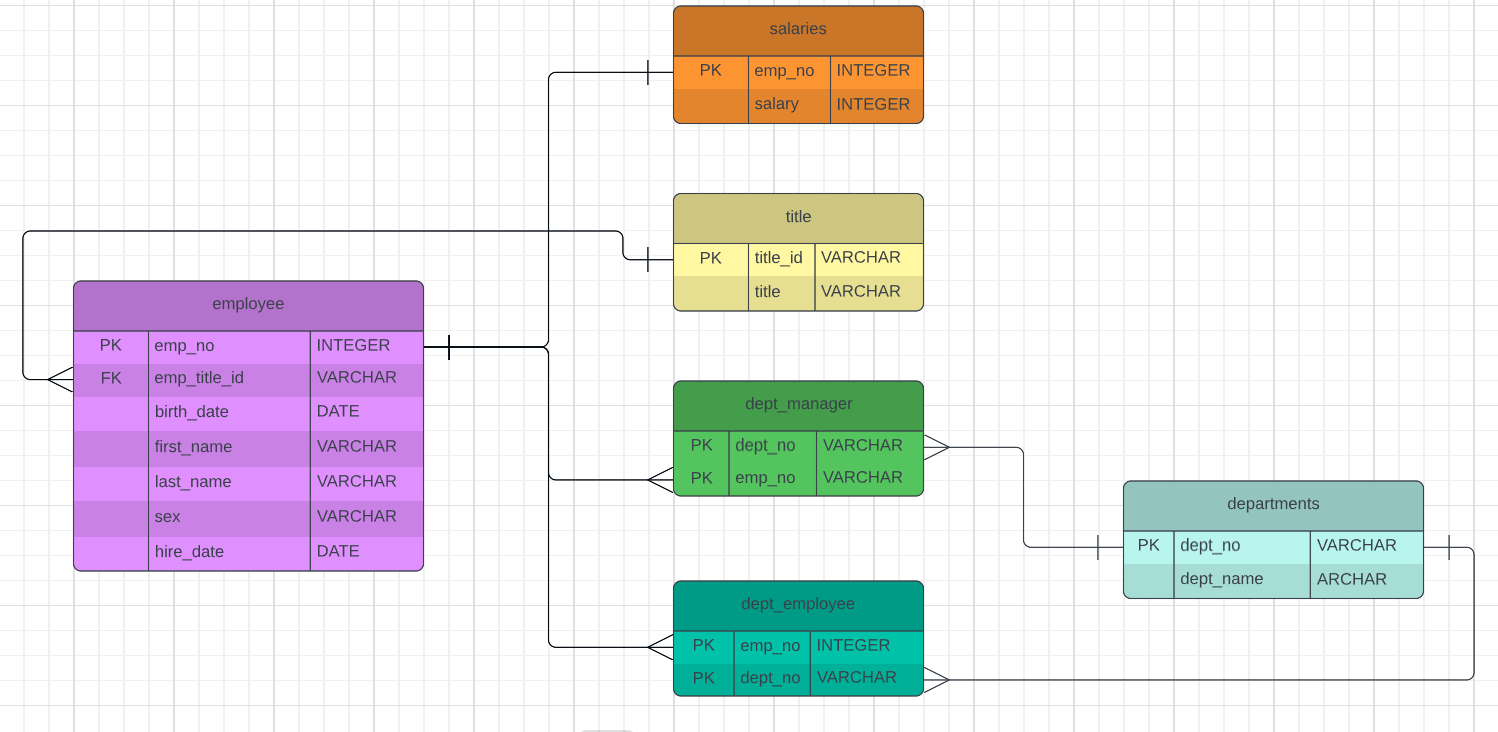 salaries
PK emp_no INTEGER
salary INTEGER
title
PK title_id VARCHAR
title VARCHAR
employee
PK emp_no INTEGER
FK emp_title_id VARCHAR
birth_date DATE
first_name VARCHAR
last_name VARCHAR
sex VARCHAR
hire_date DATE
dept_manager
PK dept_no VARCHAR
PK emp_no VARCHAR
departments
PK dept_no VARCHAR
dept_name ARCHAR
dept_employee
PK emp_no INTEGER
PK dept_no VARCHAR